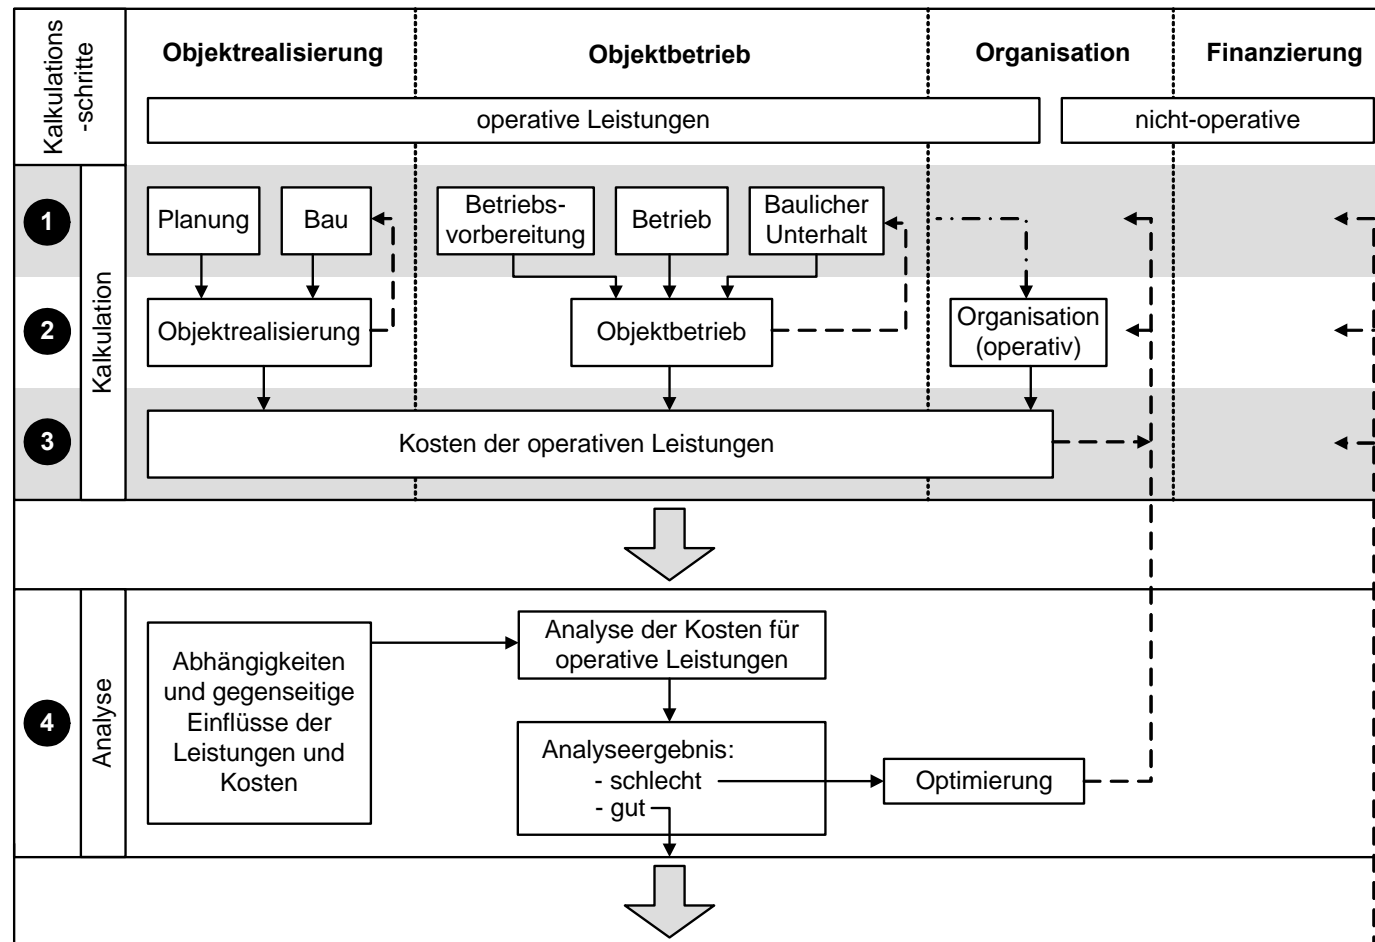 Kalkulations
-schritte
Objektrealisierung
Objektbetrieb
Organisation
Finanzierung
operative Leistungen
nicht-operative
1
Kalkulation
Planung
Bau
Betriebs-
vorbereitung
Betrieb
Baulicher
Unterhalt
2
Objektrealisierung
Objektbetrieb
Organisation
(operativ)
3
Kosten der operativen Leistungen
4
Analyse
Abhängigkeiten
und gegenseitige
Einflüsse der
Leistungen und
Kosten
Analyse der Kosten für
operative Leistungen
Analyseergebnis:
- schlecht
- gut
Optimierung